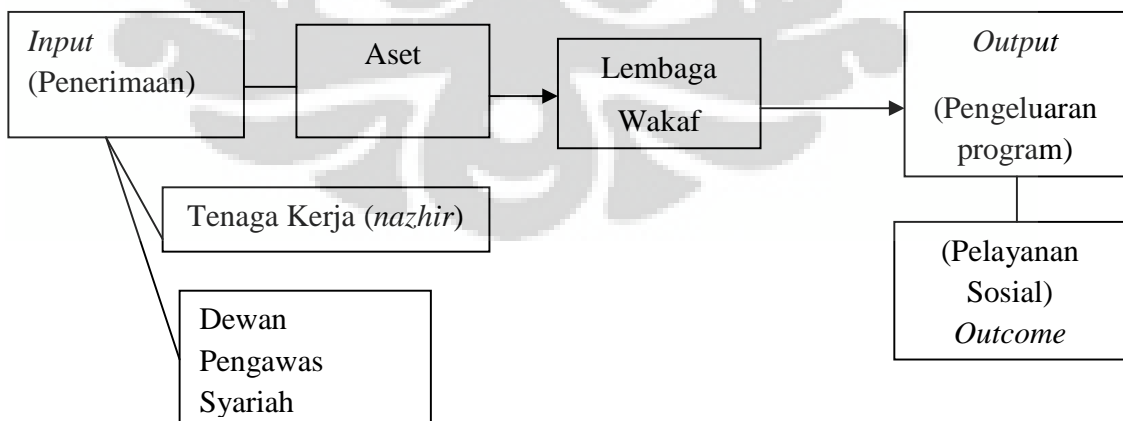 Input
(Penerimaan)
Aset
Lembaga
Wakaf
Output
(Pengeluaran
program)
Tenaga Kerja (nazhir)
(Pelayanan
Sosial)
Outcome
Dewan
Pengawas
Syariah